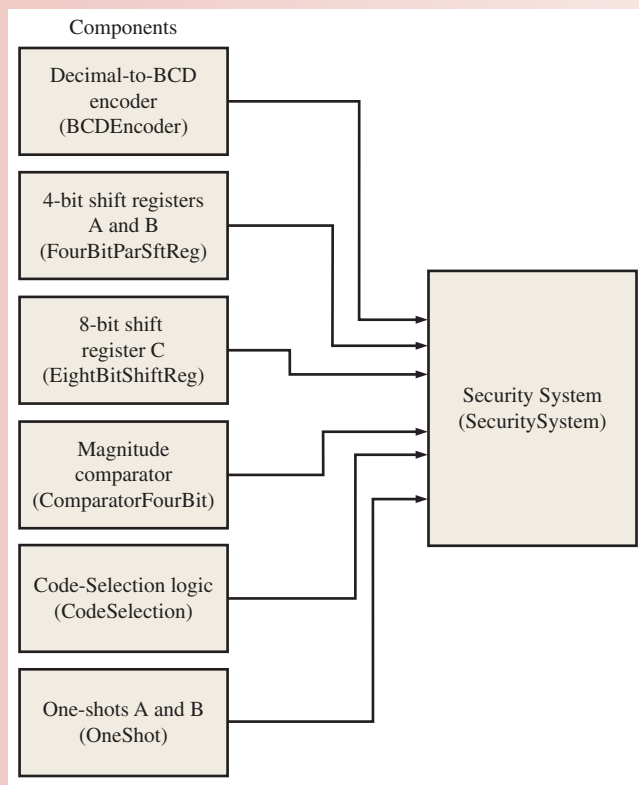 Components
Decimal-to-BCD
encoder
(BCDEncoder)
4-bit shift registers
A and B
(FourBitParSftReg)
8-bit shift
register C
(EightBitShiftReg)
Magnitude
comparator
(ComparatorFourBit)
Code-Selection logic
(CodeSelection)
One-shots A and B
(OneShot)
Security System
(SecuritySystem)